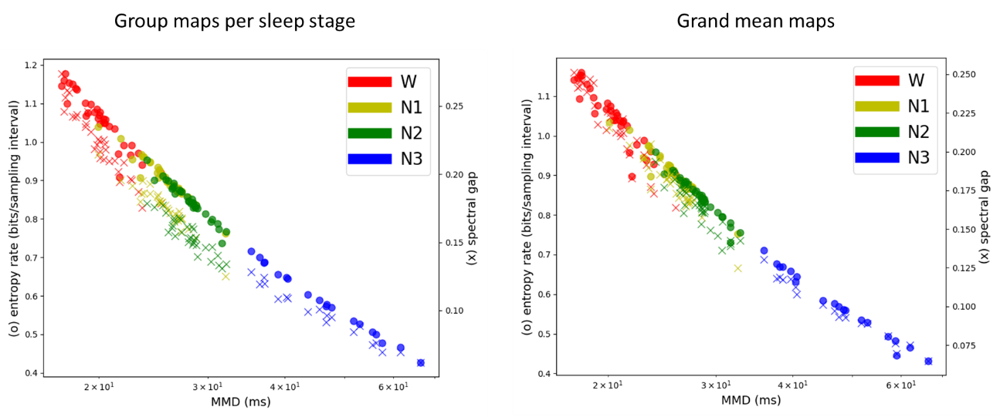 Group maps per sleep stage
Grand mean maps
1.2
1.1
1.0
0.9
0.8
0.7
0.6
0.5
0.4
(o) entropy rate (bits/sampling interval)
W
N1
N2
N3
0.25
0.20
0.15
0.10
(x) spectral gap
2 × 10¹
3 × 10¹
4 × 10¹
6 × 10¹
MMD (ms)
1.1
1.0
0.9
0.8
0.7
0.6
0.5
0.4
(o) entropy rate (bits/sampling interval)
W
N1
N2
N3
0.250
0.225
0.200
0.175
0.150
0.125
0.100
0.075
(x) spectral gap
2 × 10¹
3 × 10¹
4 × 10¹
6 × 10¹
MMD (ms)